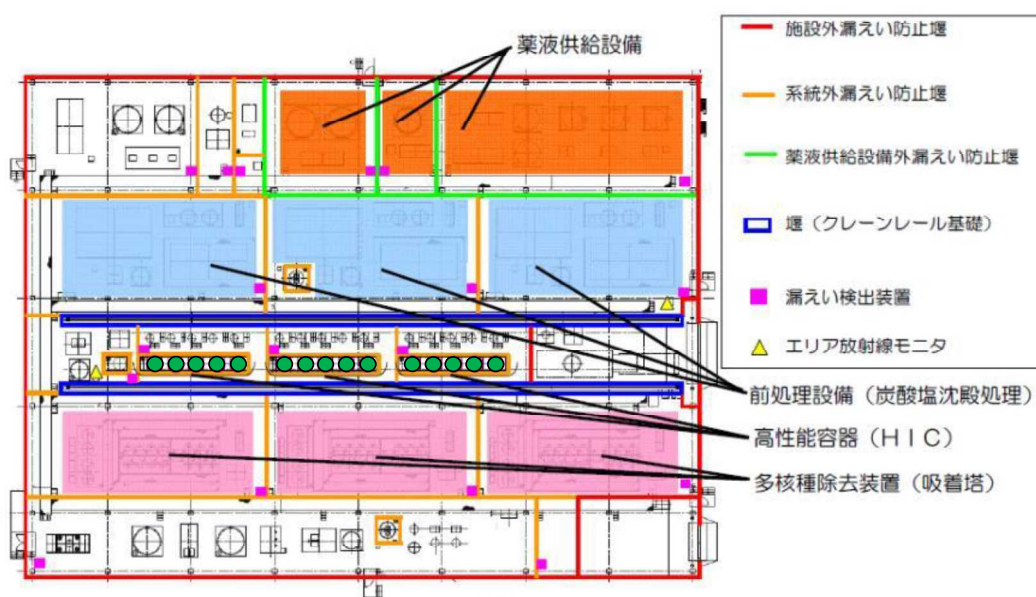 薬液供給設備
施設外漏えい防止堰
系統外漏えい防止堰
薬液供給設備外漏えい防止堰
堰（クレーンレール基礎）
漏えい検出装置
エリア放射線モニタ
前処理設備（炭酸塩沈殿処理）
高性能容器（ＨＩＣ）
多核種除去装置（吸着塔）